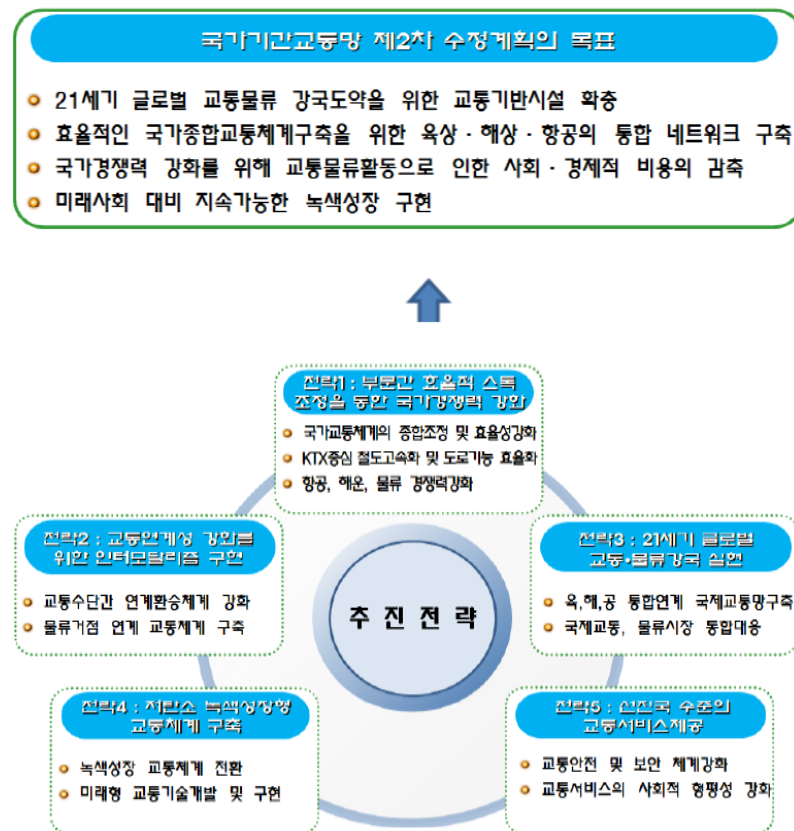 국가기간교통망 제2차 수정계획의 목표
21세기 글로벌 교통물류 강국도약을 위한 교통기반시설 확충
효율적인 국가종합교통체계구축을 위한 육상·해상·항공의 통합 네트워크 구축
국가경쟁력 강화를 위해 교통물류활동으로 인한 사회·경제적 비용의 감축
미래사회 대비 지속가능한 녹색성장 구현
전략1 : 부문간 효율적 스톡
조정을 통한 국가경쟁력 강화
국가교통체계의 종합조정 및 효율성강화
KTX중심 철도고속화 및 도로기능 효율화
항공, 해운, 물류 경쟁력강화
전략2 : 교통연계성 강화를
위한 인터모달리즘 구현
교통수단간 연계환승체계 강화
물류거점 연계 교통체계 구축
전략3 : 21세기 글로벌
교통·물류강국 실현
육,해,공 통합연계 국제교통망구축
국제교통, 물류시장 통합대응
추진전략
전략4 : 저탄소 녹색성장형
교통체계 구축
녹색성장 교통체계 전환
미래형 교통기술개발 및 구현
전략5 : 선진국 수준의
교통서비스제공
교통안전 및 보안 체계강화
교통서비스의 사회적 형평성 강화